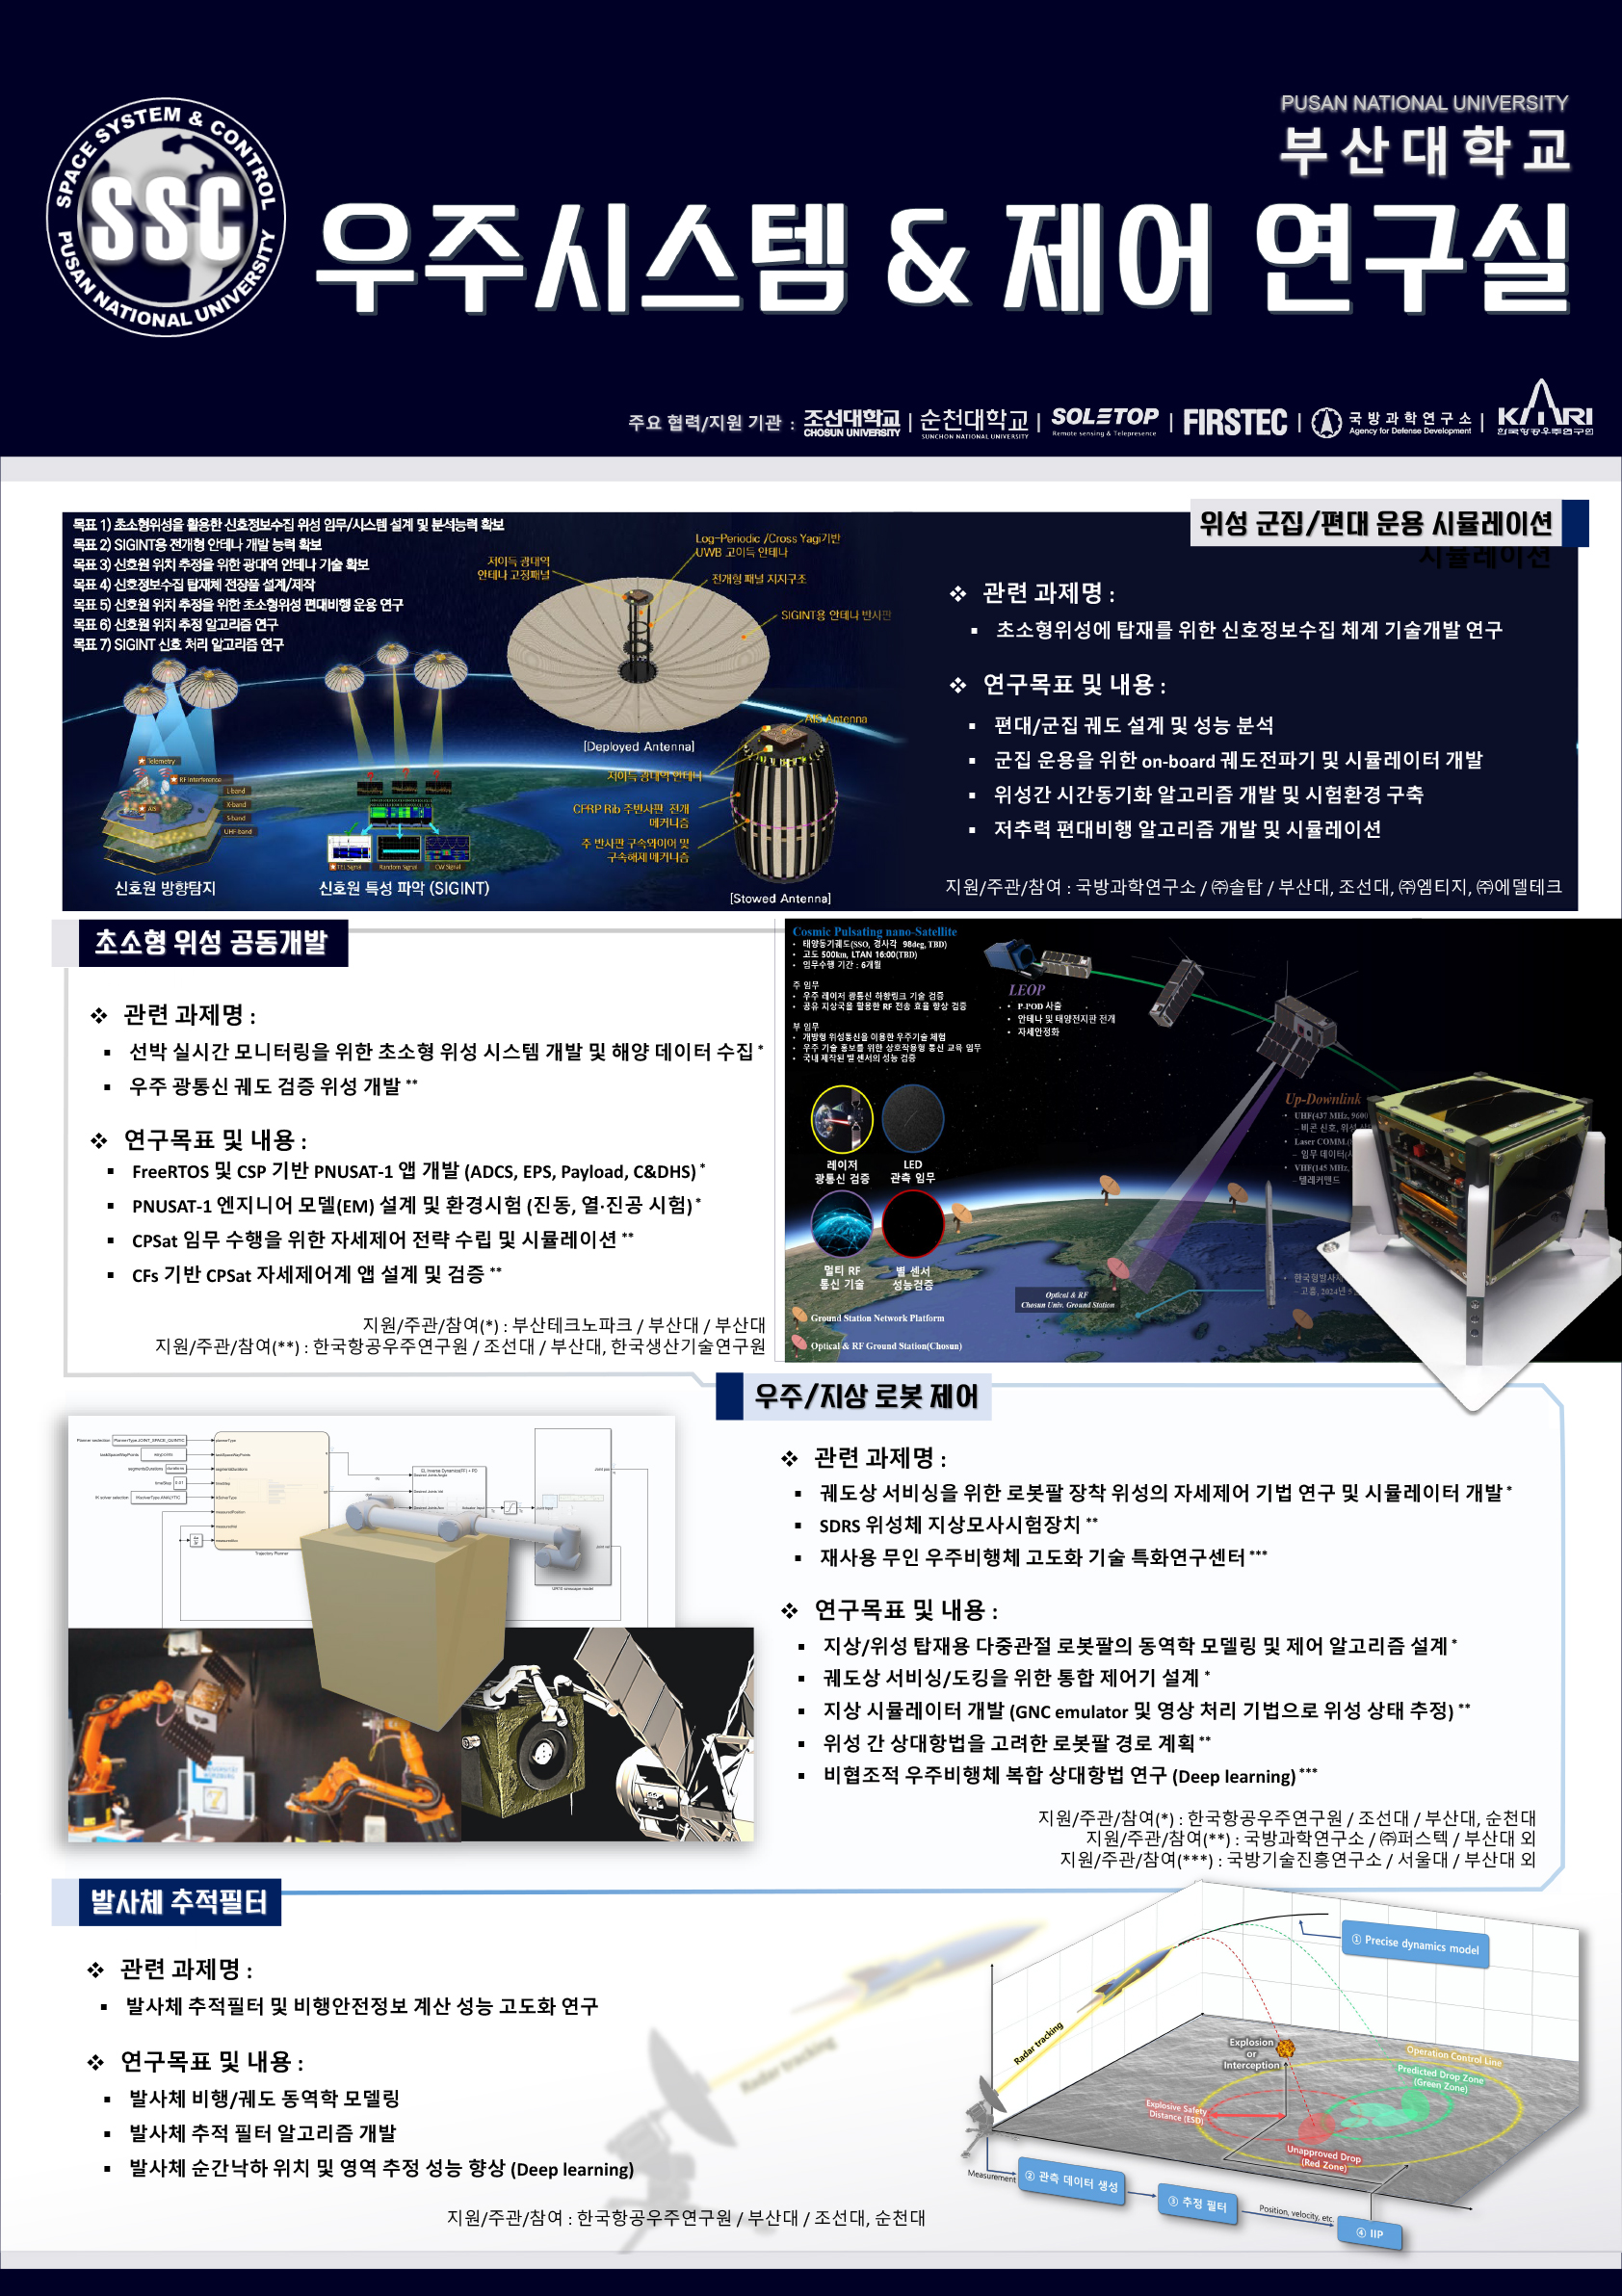 SPACE SYSTEM & CONTROL
SSC
PUSAN NATIONAL UNIVERSITY
PUSAN NATIONAL UNIVERSITY
부산대학교
우주시스템 & 제어 연구실
주요 협력/지원 기관 : 조선대학교 | 순천대학교 | SOLETOP | FIRSTEC | 국방과학연구소 | KARI
CHOSUN UNIVERSITY SUNCHON NATIONAL UNIVERSITY Remote sensing & Telepresence Agency for Defense Development 한국항공우주연구원
위성 군집/편대 운용 시뮬레이션
시뮬레이션
목표 1) 초소형위성을 활용한 신호정보수집 위성 임무/시스템 설계 및 분석능력 확보
목표 2) SIGINT용 전개형 안테나 개발 능력 확보
목표 3) 신호원 위치 추정을 위한 광대역 안테나 기술 확보
목표 4) 신호정보수집 탑재체 전장품 설계/제작
목표 5) 신호원 위치 추정을 위한 초소형위성 편대비행 운용 연구
목표 6) 신호원 위치 추정 알고리즘 연구
목표 7) SIGINT 신호 처리 알고리즘 연구
저이득 광대역
안테나 고정패널
Log-Periodic /Cross Yagi기반
UWB 고이득 안테나
전개형 패널 지지구조
SIGINT용 안테나 반사판
[Deployed Antenna]
AIS Antenna
저이득 광대역 안테나
CFRP Rib 주반사판 전개
메커니즘
주 반사판 구속와이어 및
구속해제 메커니즘
[Stowed Antenna]
Telemetry
RF Interference
AIS
L-band
X-band
S-band
UHF-band
신호원 방향탐지
TEL Signal
Random Signal
CW Signal
신호원 특성 파악 (SIGINT)
❖ 관련 과제명 :
▪ 초소형위성에 탑재를 위한 신호정보수집 체계 기술개발 연구
❖ 연구목표 및 내용 :
▪ 편대/군집 궤도 설계 및 성능 분석
▪ 군집 운용을 위한 on-board 궤도전파기 및 시뮬레이터 개발
▪ 위성간 시간동기화 알고리즘 개발 및 시험환경 구축
▪ 저추력 편대비행 알고리즘 개발 및 시뮬레이션
지원/주관/참여 : 국방과학연구소 / ㈜솔탑 / 부산대, 조선대, ㈜엠티지, ㈜에델테크
초소형 위성 공동개발
❖ 관련 과제명 :
▪ 선박 실시간 모니터링을 위한 초소형 위성 시스템 개발 및 해양 데이터 수집 *
▪ 우주 광통신 궤도 검증 위성 개발 **
❖ 연구목표 및 내용 :
▪ FreeRTOS 및 CSP 기반 PNUSAT-1 앱 개발 (ADCS, EPS, Payload, C&DHS) *
▪ PNUSAT-1 엔지니어 모델(EM) 설계 및 환경시험 (진동, 열·진공 시험) *
▪ CPSat 임무 수행을 위한 자세제어 전략 수립 및 시뮬레이션 **
▪ CFs 기반 CPSat 자세제어계 앱 설계 및 검증 **
지원/주관/참여(*) : 부산테크노파크 / 부산대 / 부산대
지원/주관/참여(**) : 한국항공우주연구원 / 조선대 / 부산대, 한국생산기술연구원
Cosmic Pulsating nano-Satellite
• 태양동기궤도(SSO, 경사각 98deg, TBD)
• 고도 500km, LTAN 16:00(TBD)
• 임무수행 기간 : 6개월
주 임무
• 우주 레이저 광통신 하향링크 기술 검증
• 공유 지상국을 활용한 RF 전송 효율 향상 검증
부 임무
• 개방형 위성통신을 이용한 우주기술 체험
• 우주 기술 홍보를 위한 상호작용형 통신 교육 임무
• 국내 제작된 별 센서의 성능 검증
LEOP
• P-POD 사출
• 안테나 및 태양전지판 전개
• 자세안정화
Up-Downlink
• UHF(437 MHz, 9600
– 비콘 신호, 위성
• Laser COMM.
– 임무 데이터
• VHF(145 MHz,
– 텔레커맨드
레이저
광통신 검증
LED
관측 임무
멀티 RF
통신 기술
별 센서
성능검증
• 한국형발사체
– 고흥, 2024년
Optical & RF
Chosun Univ. Ground Station
Ground Station Network Platform
Optical & RF Ground Station(Chosun)
우주/지상 로봇 제어
Trajectory Planner
❖ 관련 과제명 :
▪ 궤도상 서비싱을 위한 로봇팔 장착 위성의 자세제어 기법 연구 및 시뮬레이터 개발 *
▪ SDRS 위성체 지상모사시험장치 **
▪ 재사용 무인 우주비행체 고도화 기술 특화연구센터 ***
❖ 연구목표 및 내용 :
▪ 지상/위성 탑재용 다중관절 로봇팔의 동역학 모델링 및 제어 알고리즘 설계 *
▪ 궤도상 서비싱/도킹을 위한 통합 제어기 설계 *
▪ 지상 시뮬레이터 개발 (GNC emulator 및 영상 처리 기법으로 위성 상태 추정) **
▪ 위성 간 상대항법을 고려한 로봇팔 경로 계획 **
▪ 비협조적 우주비행체 복합 상대항법 연구 (Deep learning) ***
지원/주관/참여(*) : 한국항공우주연구원 / 조선대 / 부산대, 순천대
지원/주관/참여(**) : 국방과학연구소 / ㈜퍼스텍 / 부산대 외
지원/주관/참여(***) : 국방기술진흥연구소 / 서울대 / 부산대 외
발사체 추적필터
❖ 관련 과제명 :
▪ 발사체 추적필터 및 비행안전정보 계산 성능 고도화 연구
❖ 연구목표 및 내용 :
▪ 발사체 비행/궤도 동역학 모델링
▪ 발사체 추적 필터 알고리즘 개발
▪ 발사체 순간낙하 위치 및 영역 추정 성능 향상 (Deep learning)
지원/주관/참여 : 한국항공우주연구원 / 부산대 / 조선대, 순천대
Radar tracking
① Precise dynamics model
Radar tracking
Explosion
or
Interception
Operation Control Line
Predicted Drop Zone
(Green Zone)
Explosive Safety
Distance (ESD)
Unapproved Drop
(Red Zone)
Measurement
② 관측 데이터 생성
③ 추정 필터
Position, velocity, etc.
④ IIP